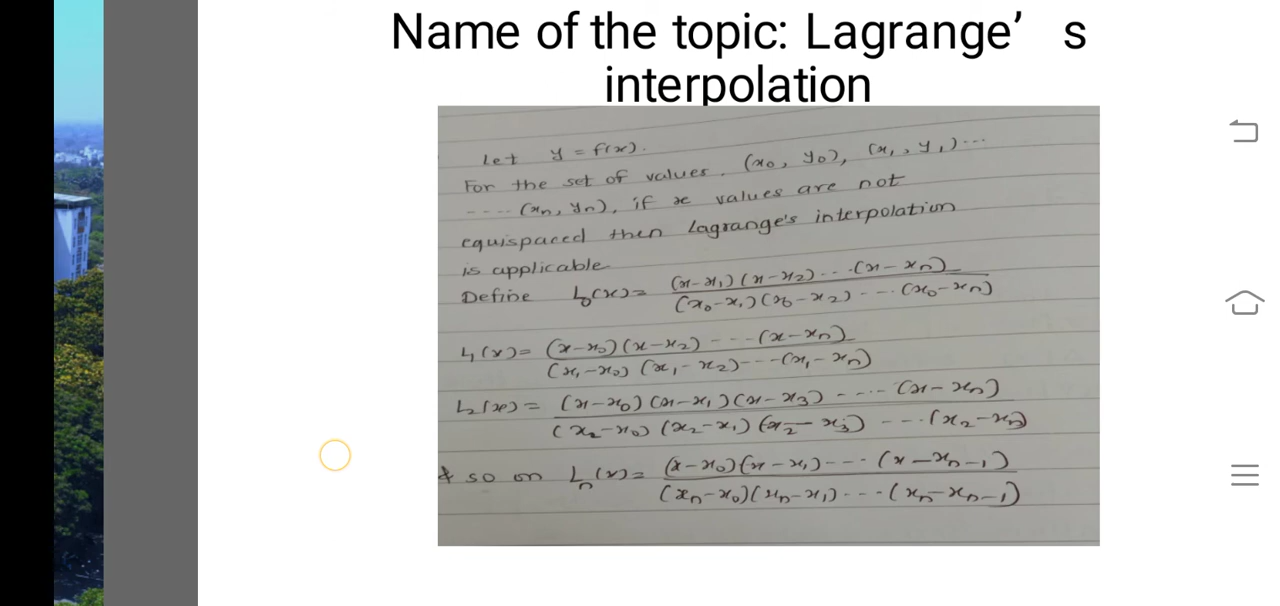 Name of the topic: Lagrange’ s
interpolation
Let y = f(x).
For the set of values. (x₀, y₀), (x₁, y₁)...
.... (xₙ, yₙ), if x values are not
equispaced then Lagrange's interpolation
is applicable
Define L₀(x) = (x-x₁)(x-x₂)...(x-xₙ) / (x₀-x₁)(x₀-x₂)...(x₀-xₙ)
L₁(x) = (x-x₀)(x-x₂)...(x-xₙ) / (x₁-x₀)(x₁-x₂)...(x₁-xₙ)
L₂(x) = (x-x₀)(x-x₁)(x-x₃)...(x-xₙ) / (x₂-x₀)(x₂-x₁)(x₂-x₃)...(x₂-xₙ)
& so on Lₙ(x) = (x-x₀)(x-x₁)...(x-xₙ₋₁) / (xₙ-x₀)(xₙ-x₁)...(xₙ-xₙ₋₁)